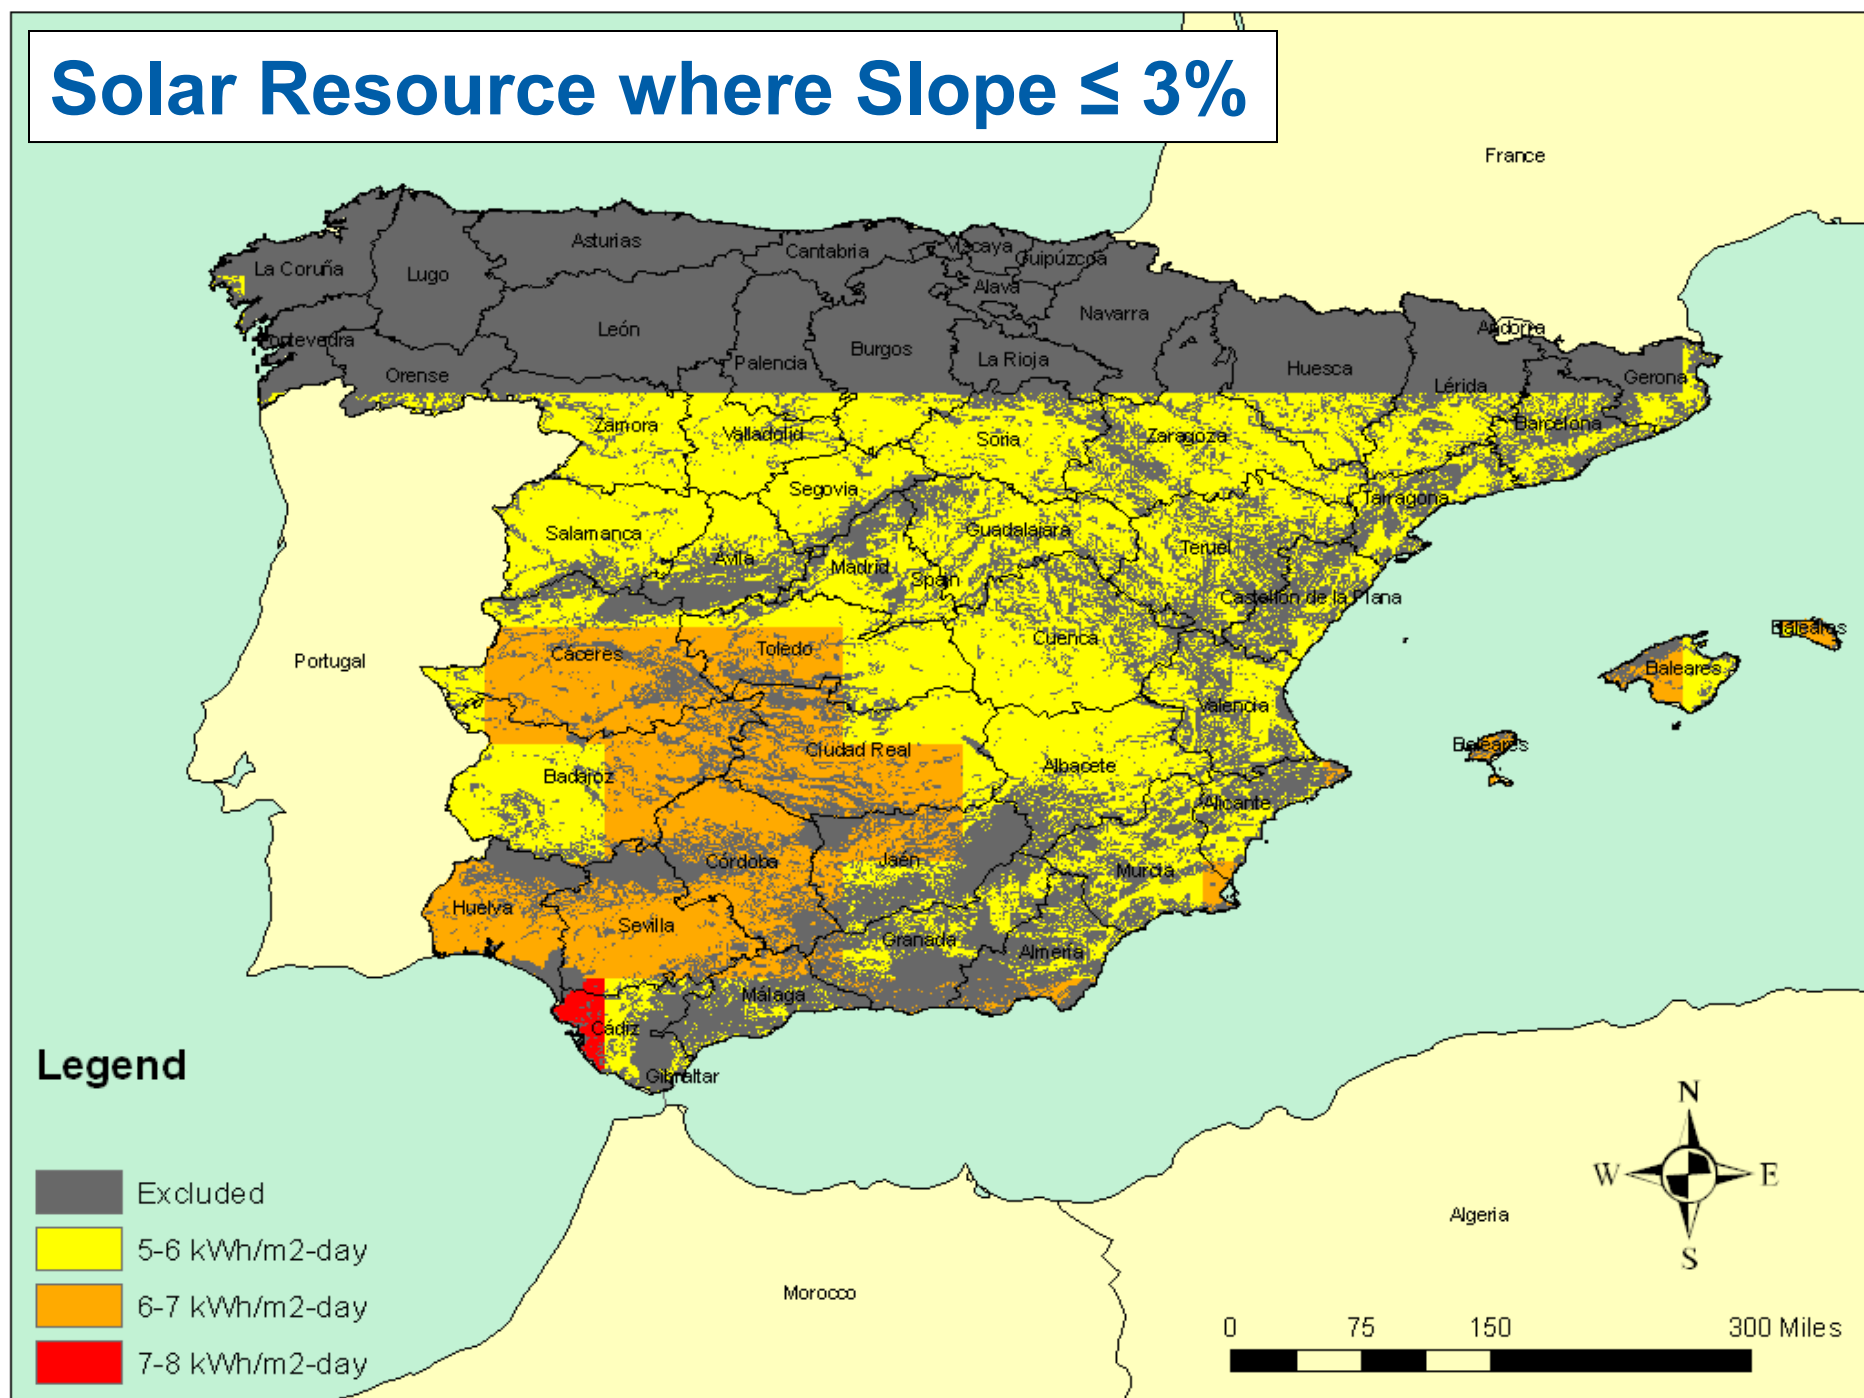 Solar Resource where Slope ≤ 3%
France
Asturias
Cantabria
Vizcaya
Guipúzcoa
La Coruña
Lugo
Alava
Navarra
León
Andorra
Pontevedra
Burgos
Palencia
La Rioja
Huesca
Orense
Lérida
Gerona
Zamora
Valladolid
Soria
Zaragoza
Barcelona
Segovia
Tarragona
Salamanca
Guadalajara
Teruel
Avila
Madrid
Spain
Castellón de la Plana
Cuenca
Baleares
Portugal
Cáceres
Toledo
Baleares
Valencia
Ciudad Real
Baleares
Badajoz
Albacete
Alicante
Córdoba
Jaén
Murcia
Huelva
Sevilla
Granada
Almería
Málaga
Cádiz
Gibraltar
Legend
Excluded
5-6 kWh/m2-day
6-7 kWh/m2-day
7-8 kWh/m2-day
Morocco
Algeria
N
W E
S
0 75 150 300 Miles